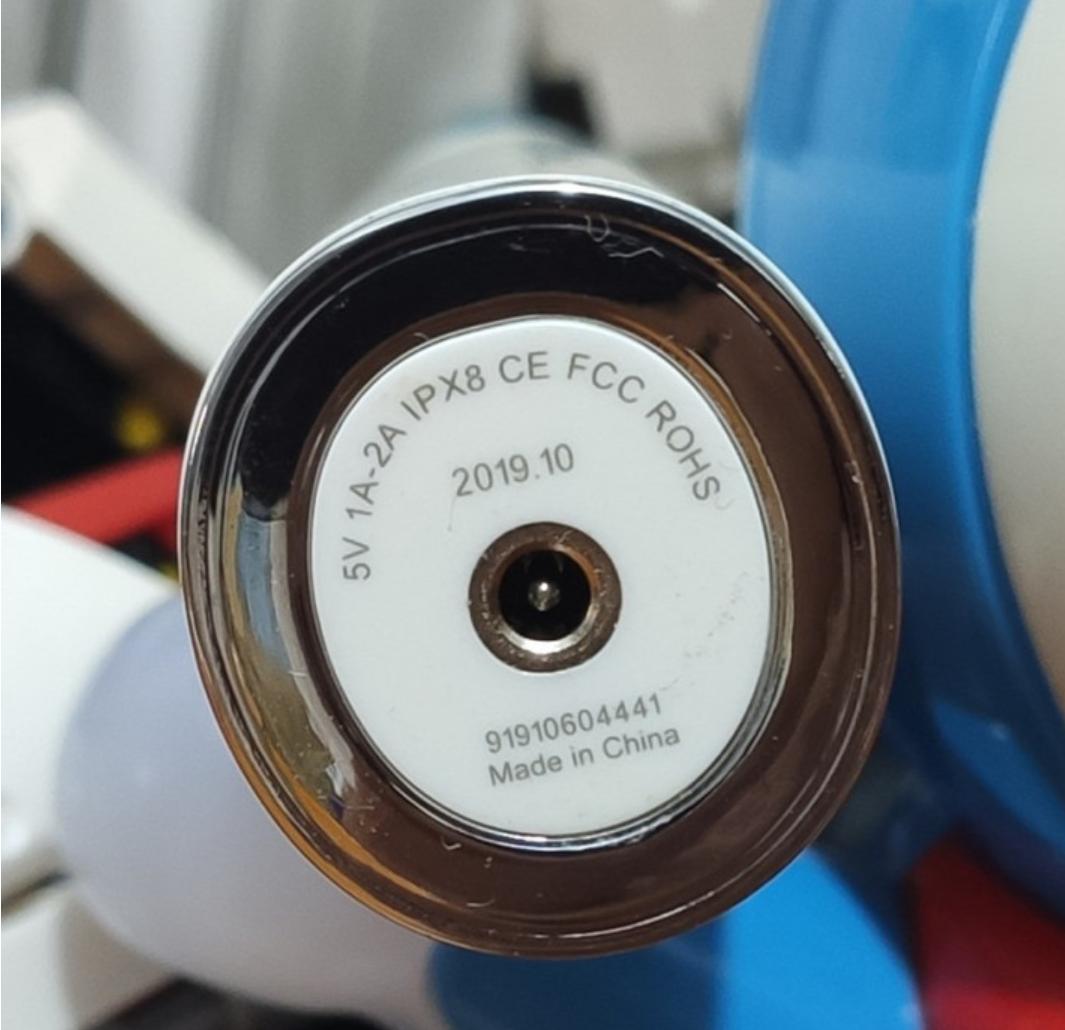 5V 1A-2A IPX8 CE FCC ROHS
2019.10
91910604441
Made in China